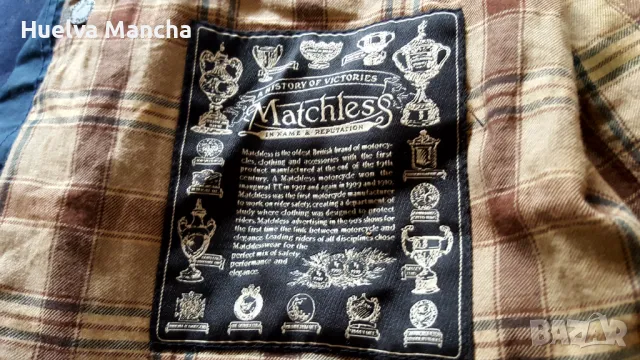 Huelva Mancha
A HISTORY OF VICTORIES
Matchless
IN NAME & REPUTATION
Matchless is the oldest British brand of motorcy-
cles, clothing and accessories with the first
product manufactured at the end of the 19th
century. A Matchless motorcycle won the
inaugural TT in 1907 and again in 1909 and 1910.
Matchless was the first motorcycle manufacturer
to work on rider safety, creating a department of
study where clothing was designed to protect
riders. Matchless advertising in the 60's shows for
the first time the link between motorcycle and
elegance. Leading riders of all disciplines chose
Matchlesswear for the
perfect mix of safety
performance and
elegance.
BAZAR